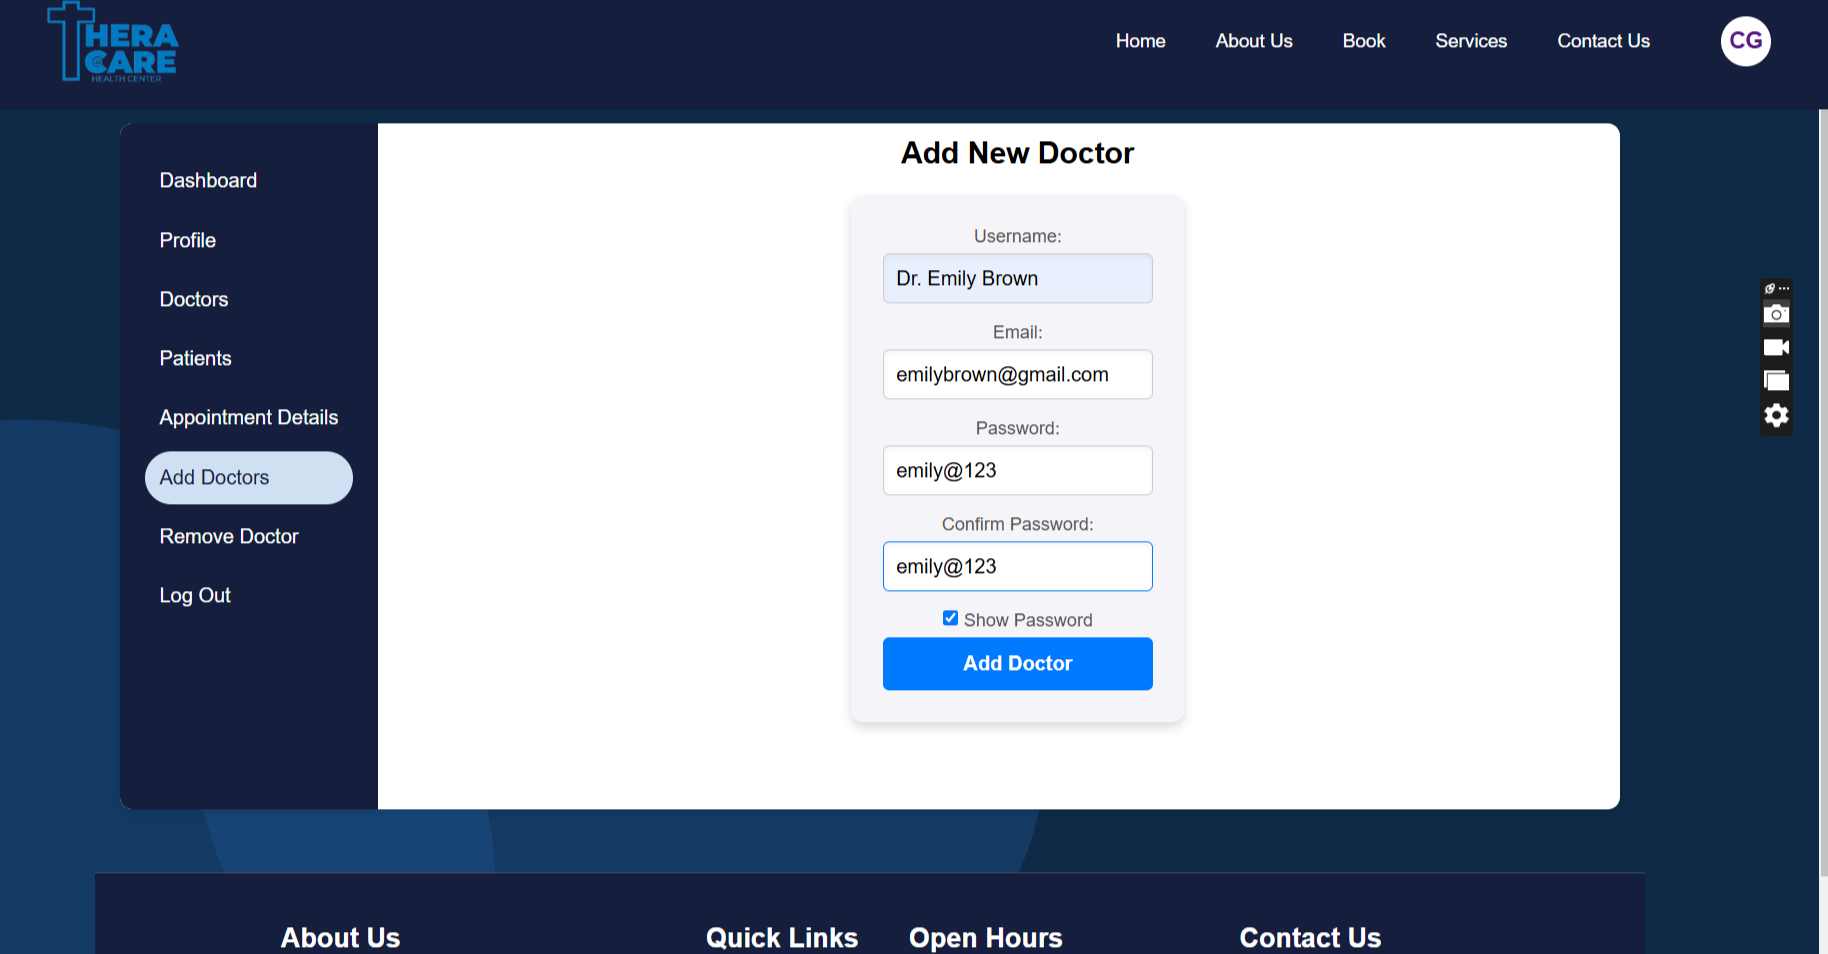 THERA
CARE
HEALTH CENTER
Home
About Us
Book
Services
Contact Us
CG
Dashboard
Profile
Doctors
Patients
Appointment Details
Add Doctors
Remove Doctor
Log Out
Add New Doctor
Username:
Dr. Emily Brown
Email:
emilybrown@gmail.com
Password:
emily@123
Confirm Password:
emily@123
Show Password
Add Doctor
About Us
Quick Links
Open Hours
Contact Us